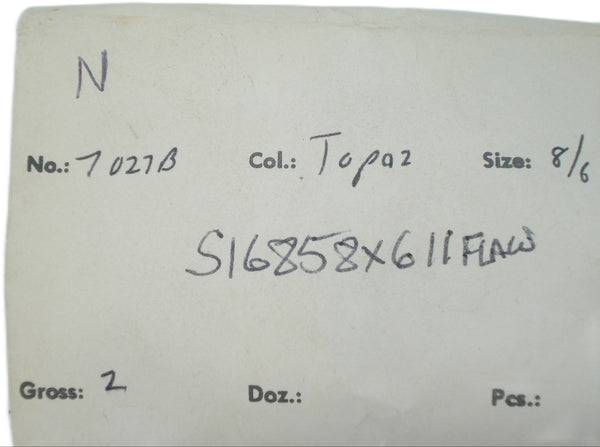 N
No.: 7027B Col.: Topaz Size: 8/6
S16858X611FLAW
Gross: 2 Doz.: Pcs.: